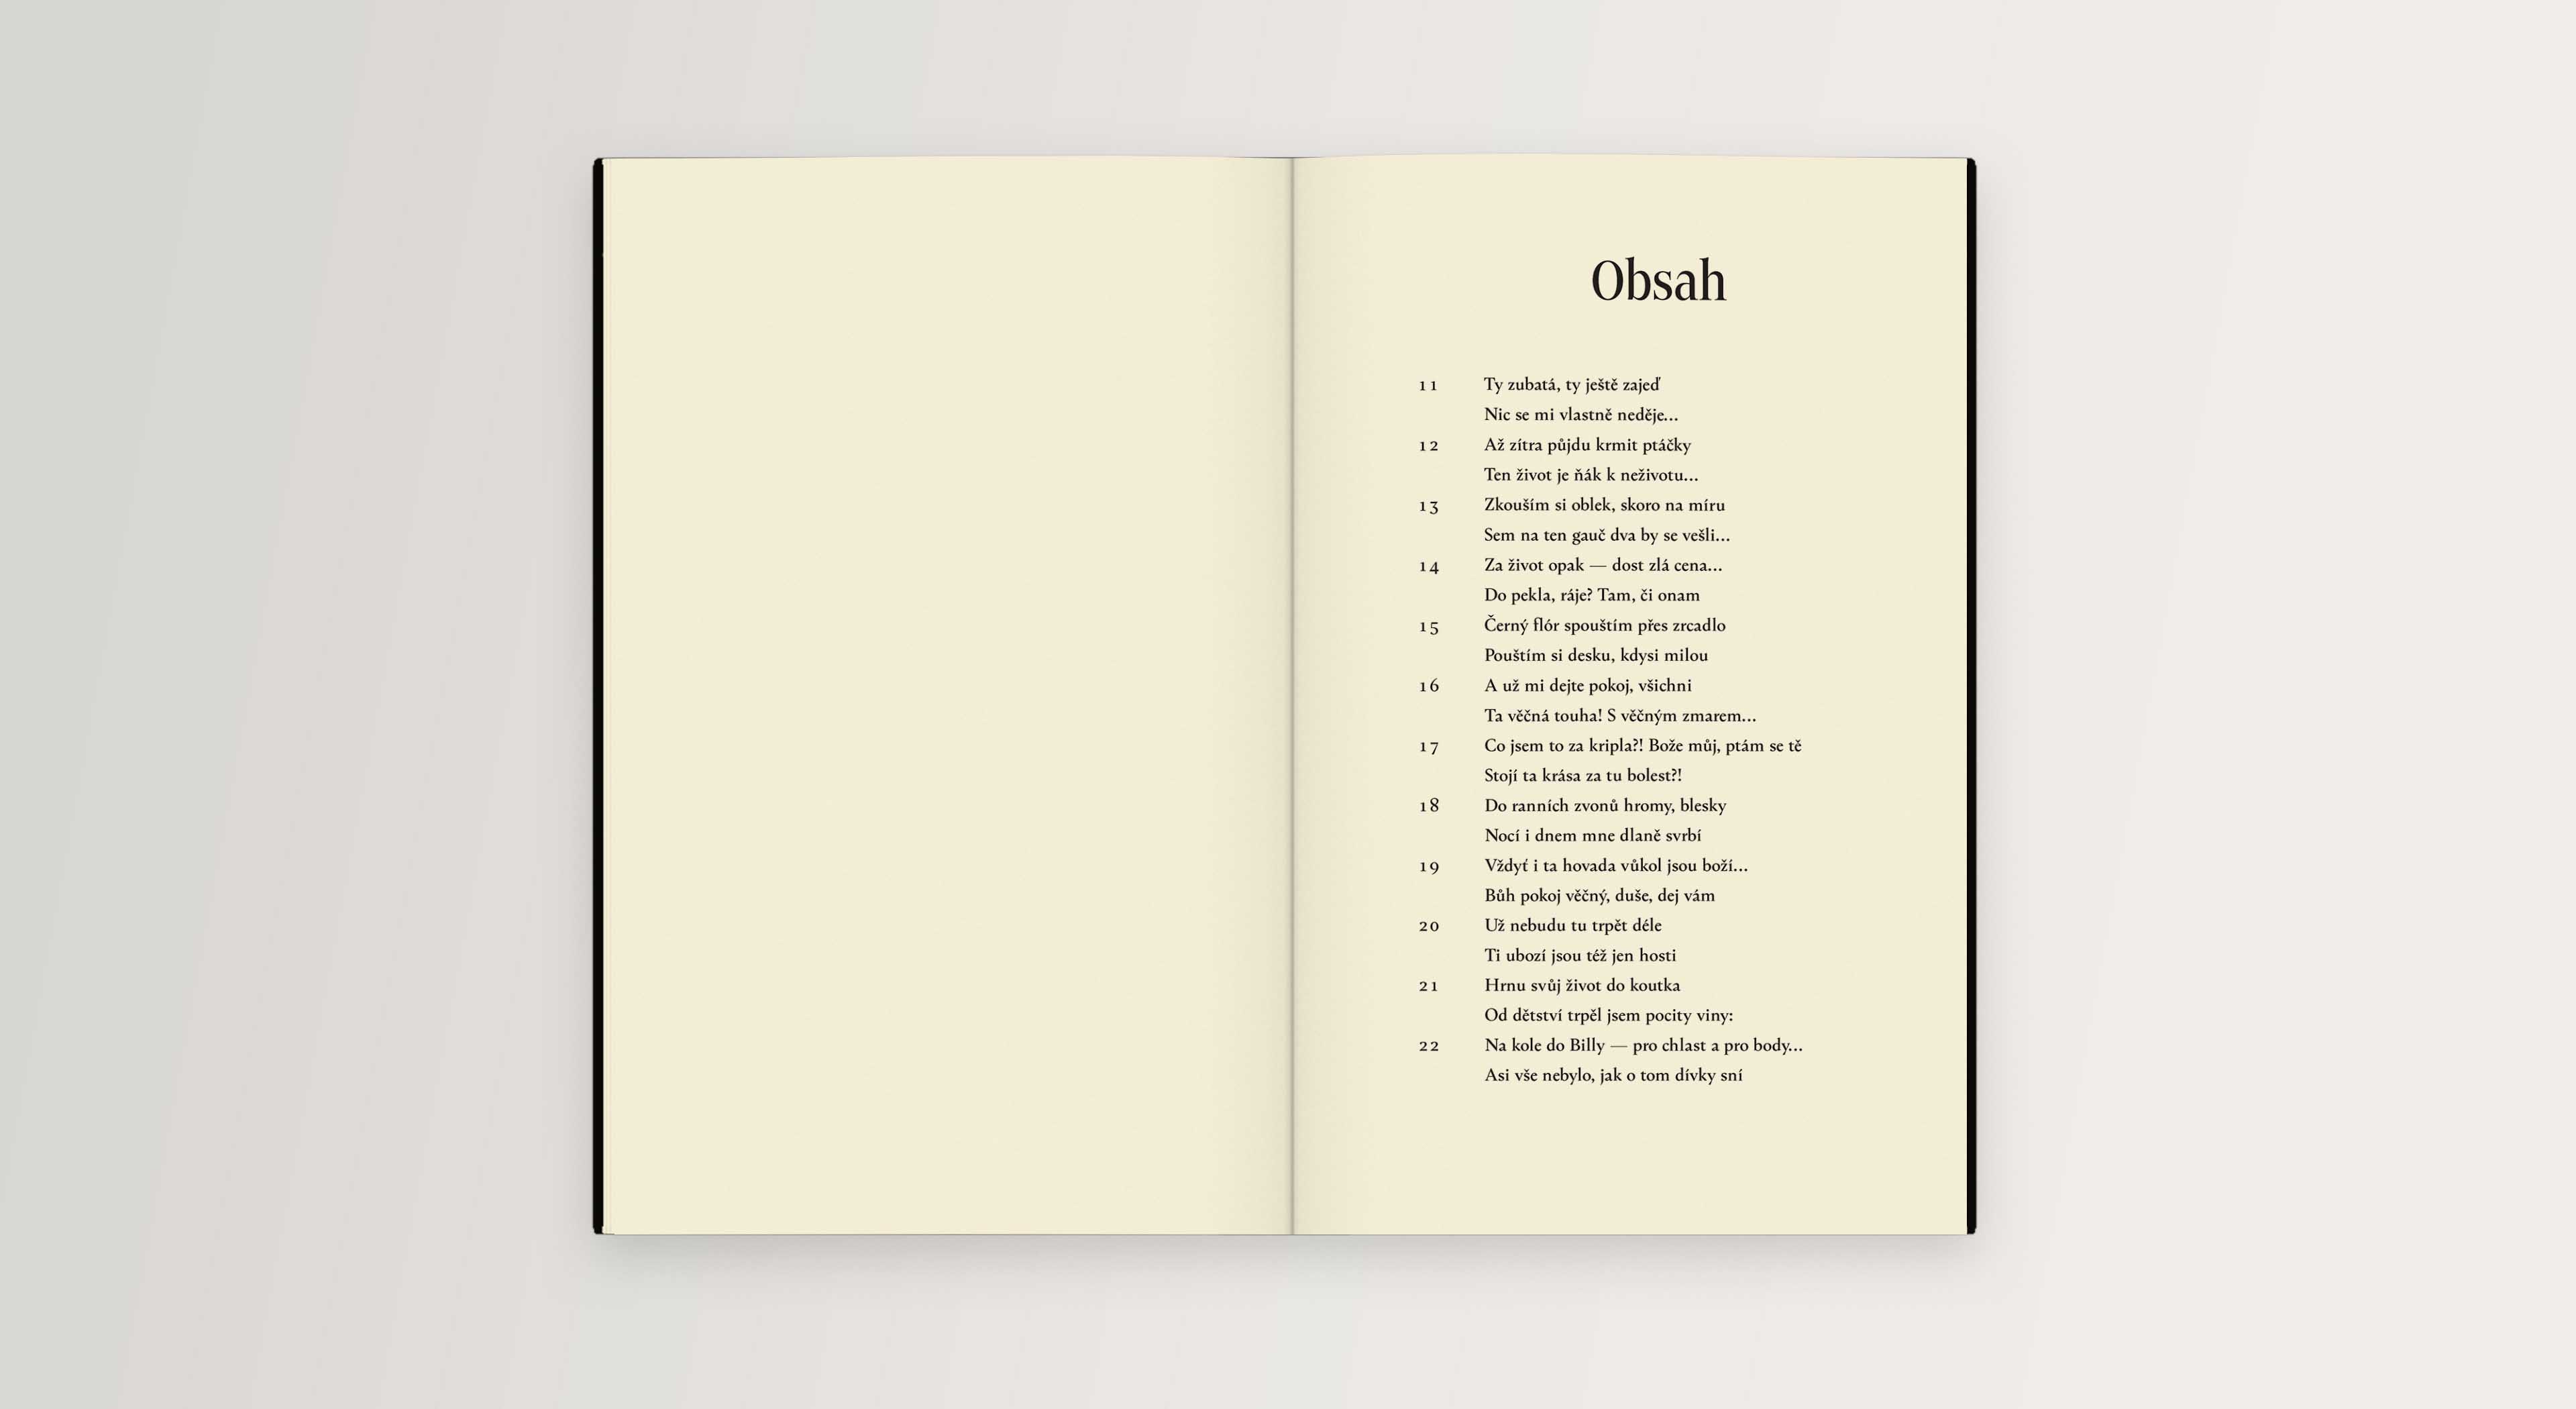 Obsah
11 Ty zubatá, ty ještě zajeď
Nic se mi vlastně neděje...
12 Až zítra půjdu krmit ptáčky
Ten život je ňák k neživotu...
13 Zkouším si oblek, skoro na míru
Sem na ten gauč dva by se vešli...
14 Za život opak — dost zlá cena...
Do pekla, ráje? Tam, či onam
15 Černý flór spouštím přes zrcadlo
Pouštím si desku, kdysi milou
16 A už mi dejte pokoj, všichni
Ta věčná touha! S věčným zmarem...
17 Co jsem to za kripla?! Bože můj, ptám se tě
Stojí ta krása za tu bolest?!
18 Do ranních zvonů hromy, blesky
Nocí i dnem mne dlaně svrbí
19 Vždyť i ta hovada vůkol jsou boží...
Bůh pokoj věčný, duše, dej vám
20 Už nebudu tu trpět déle
Ti ubozí jsou též jen hosti
21 Hrnu svůj život do koutka
Od dětství trpěl jsem pocity viny:
22 Na kole do Billy — pro chlast a pro body...
Asi vše nebylo, jak o tom dívky sní